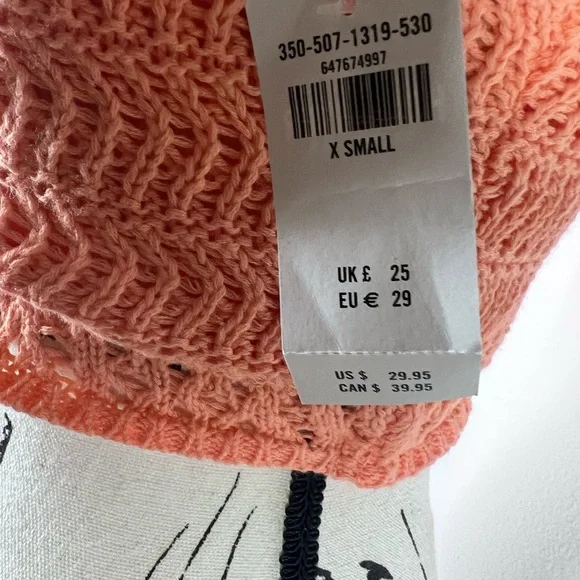 350-507-1319-530
647674997
X SMALL
UK £ 25
EU € 29
US $ 29.95
CAN $ 39.95